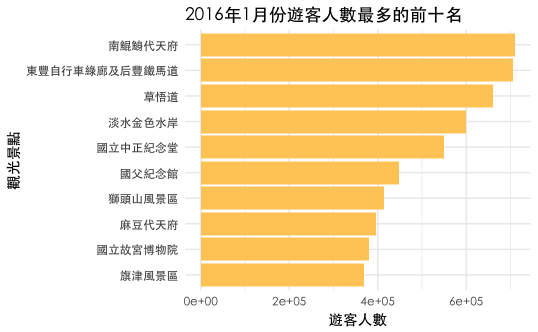 2016年1月份遊客人數最多的前十名
南鯤鯓代天府
東豐自行車綠廊及后豐鐵馬道
草悟道
淡水金色水岸
國立中正紀念堂
國父紀念館
獅頭山風景區
麻豆代天府
國立故宮博物院
旗津風景區
觀光景點
0e+00 2e+05 4e+05 6e+05
遊客人數